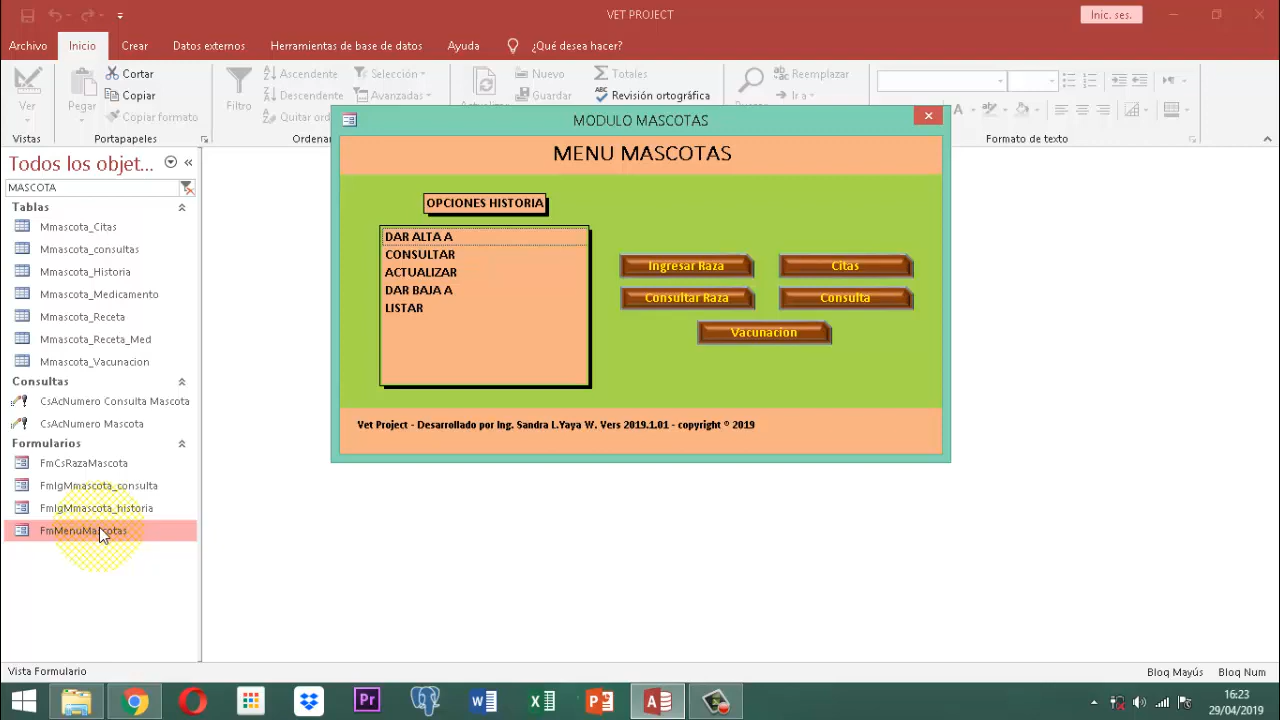 VET PROJECT
Inic. ses.
Archivo Inicio Crear Datos externos Herramientas de base de datos Ayuda ¿Qué desea hacer?
Ver
Vistas
Pegar
Cortar
Copiar
Copiar formato
Portapapeles
Filtro
Ascendente
Descendente
Quitar ord
Ordenar
Selección
Avanzadas
Nuevo
Guardar
Totales
Revisión ortográfica
Reemplazar
Ir a
Formato de texto
Todos los objet...
MASCOTA
Tablas
Mmascota_Citas
Mmascota_consultas
Mmascota_Historia
Mmascota_Medicamento
Mmascota_Receta
Mmascota_Receta_Med
Mmascota_Vacunacion
Consultas
CsAcNumero Consulta Mascota
CsAcNumero Mascota
Formularios
FmCsRazaMascota
FmIgMmascota_consulta
FmIgMmascota_historia
FmMenuMascotas
MODULO MASCOTAS
MENU MASCOTAS
OPCIONES HISTORIA
DAR ALTA A
CONSULTAR
ACTUALIZAR
DAR BAJA A
LISTAR
Ingresar Raza
Citas
Consultar Raza
Consulta
Vacunacion
Vet Project - Desarrollado por Ing. Sandra L.Yaya W. Vers 2019.1.01 - copyright ® 2019
Vista Formulario
Bloq Mayús Bloq Num
16:23
29/04/2019